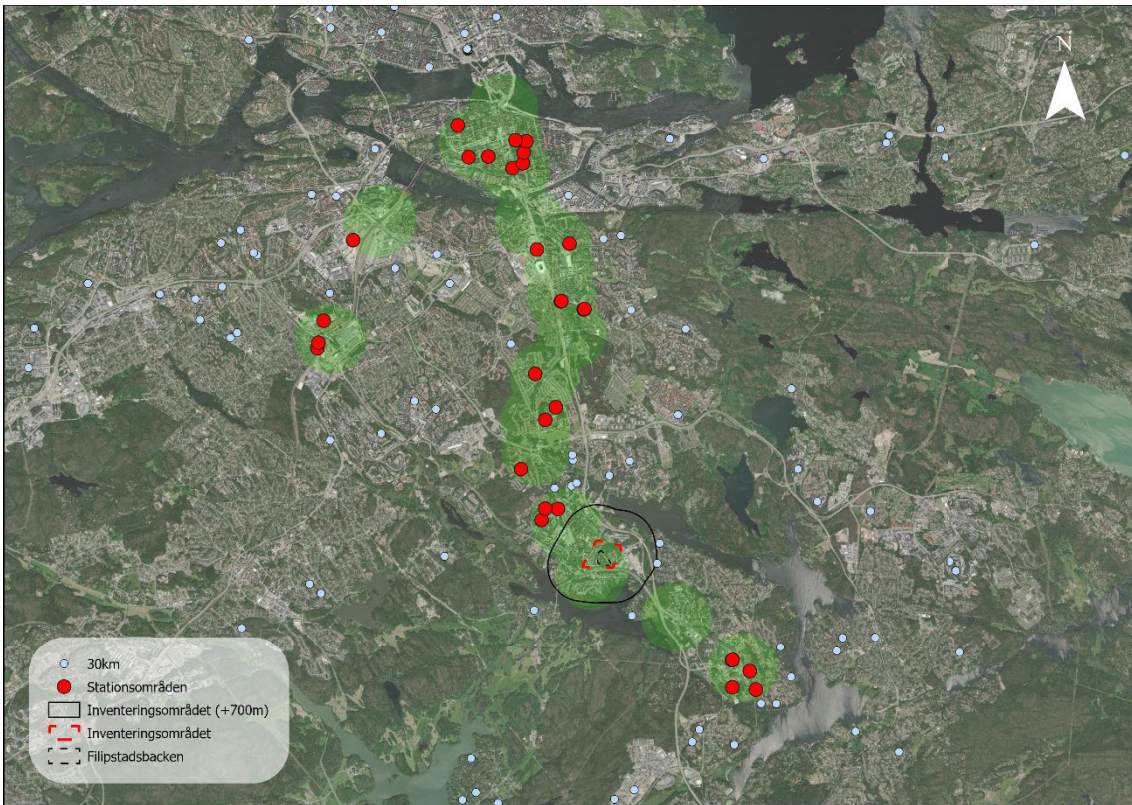 N
30km
Stationsområden
Inventeringsområdet (+700m)
Inventeringsområdet
Filipstadsbacken